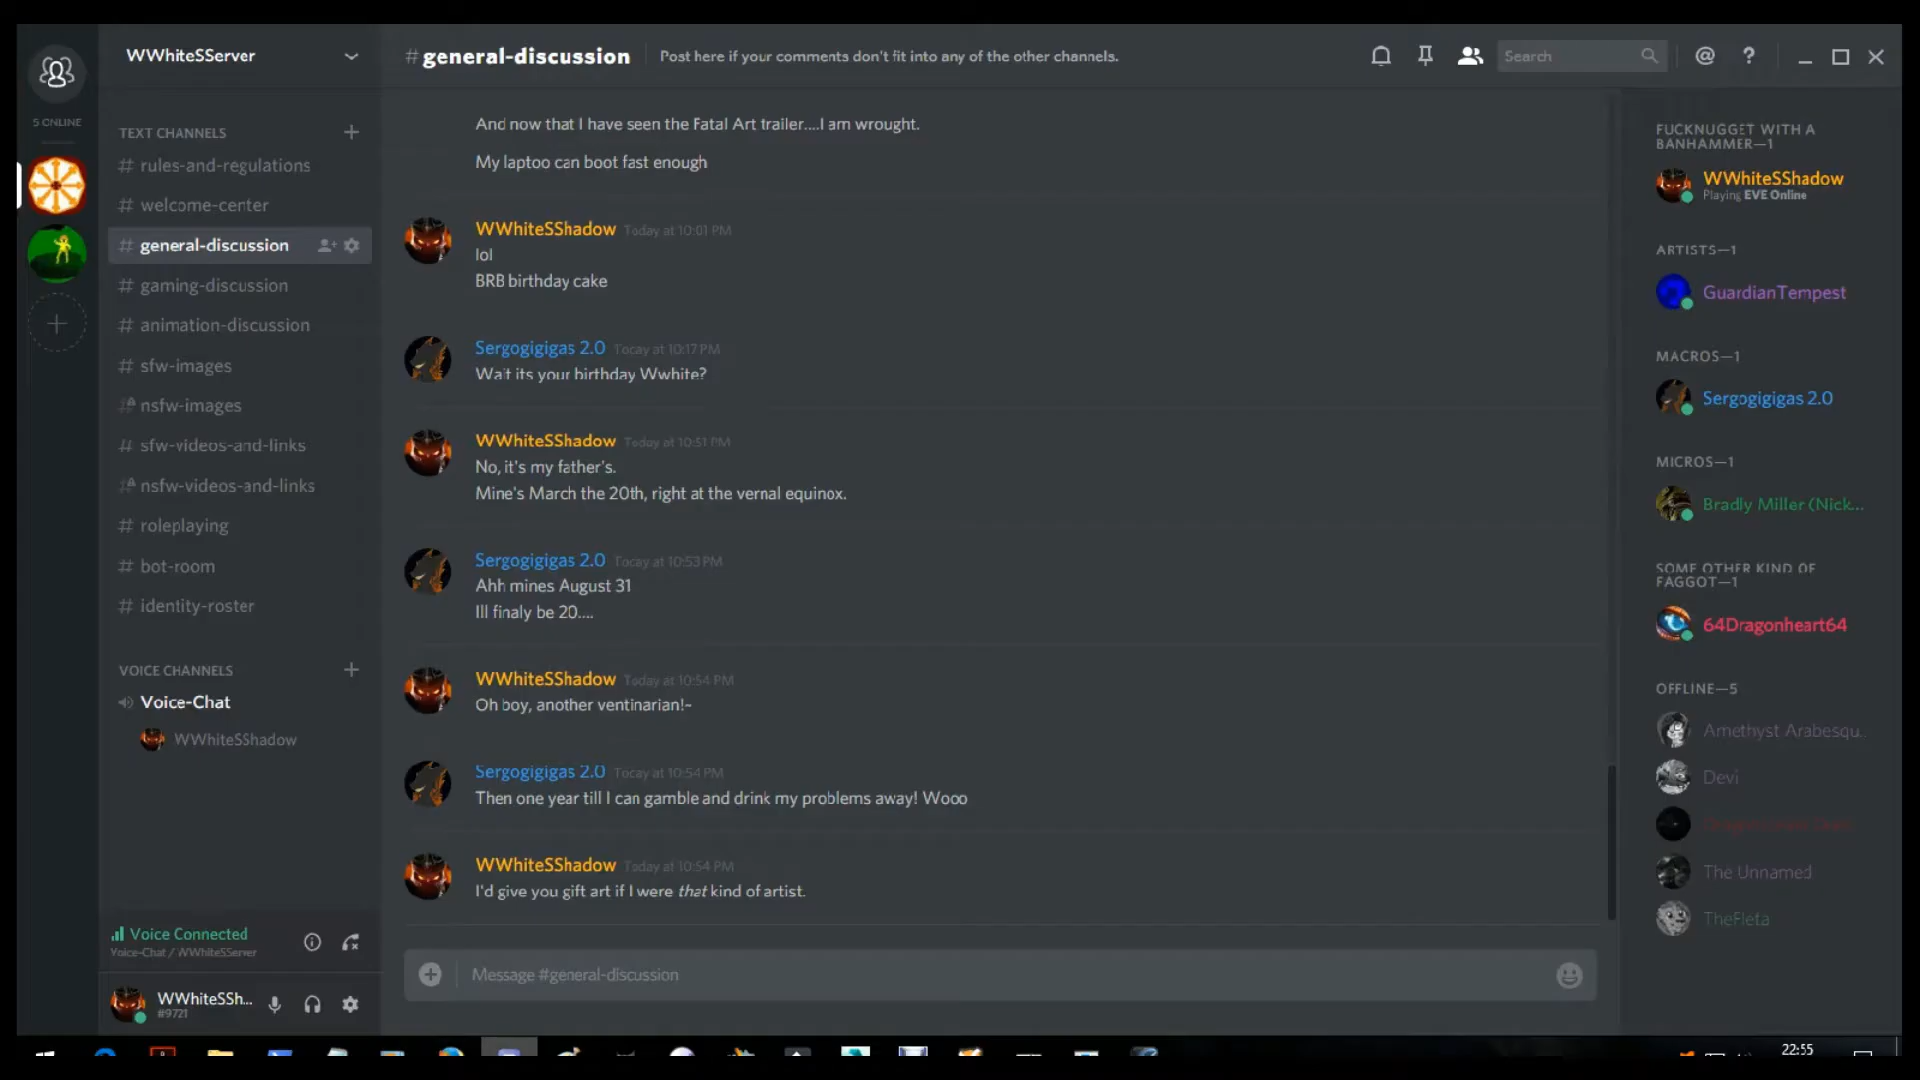 WWhiteSServer
# general-discussion
Post here if your comments don't fit into any of the other channels.
Search
5 ONLINE
TEXT CHANNELS
# rules-and-regulations
# welcome-center
# general-discussion
# gaming-discussion
# animation-discussion
# sfw-images
# nsfw-images
# sfw-videos-and-links
# nsfw-videos-and-links
# roleplaying
# bot-room
# identity-roster
VOICE CHANNELS
Voice-Chat
WWhiteSShadow
Voice Connected
Voice-Chat / WWhiteSServer
WWhiteSSh...
#9721
And now that I have seen the Fatal Art trailer....I am wrought.
My laptoo can boot fast enough
WWhiteSShadow Today at 10:01 PM
lol
BRB birthday cake
Sergogigigas 2.0 Today at 10:17 PM
Wait its your birthday Wwhite?
WWhiteSShadow Today at 10:51 PM
No, it's my father's.
Mine's March the 20th, right at the vernal equinox.
Sergogigigas 2.0 Today at 10:53 PM
Ahh mines August 31
Ill finaly be 20....
WWhiteSShadow Today at 10:54 PM
Oh boy, another ventinarian!~
Sergogigigas 2.0 Today at 10:54 PM
Then one year till I can gamble and drink my problems away! Wooo
WWhiteSShadow Today at 10:54 PM
I'd give you gift art if I were that kind of artist.
Message #general-discussion
FUCKNUGGET WITH A
BANHAMMER—1
WWhiteSShadow
Playing EVE Online
ARTISTS—1
GuardianTempest
MACROS—1
Sergogigigas 2.0
MICROS—1
Bradly Miller (Nick...
SOME OTHER KIND OF
FAGGOT—1
64Dragonheart64
OFFLINE—5
Amethyst Arabesqu..
Devi
The Unnamed
TheFleta
22:55